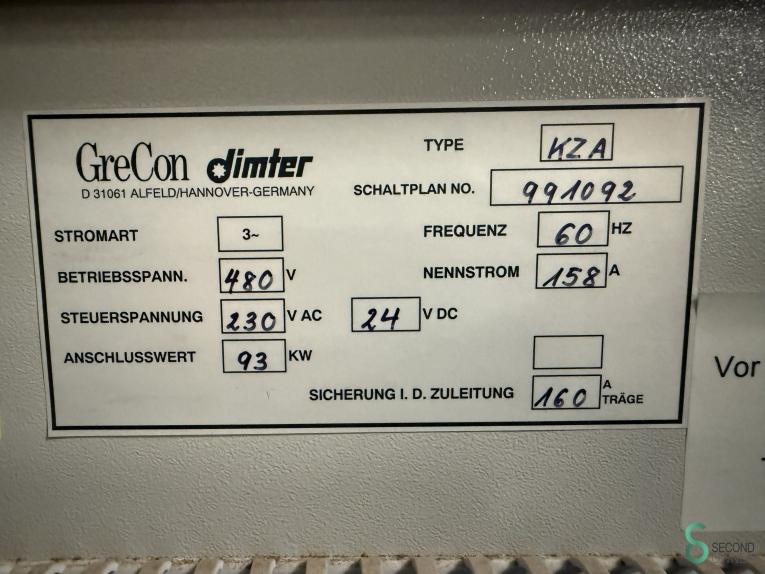 GreCon dimter
D 31061 ALFELD/HANNOVER-GERMANY
TYPE KZA
SCHALTPLAN NO. 991092
STROMART 3~
FREQUENZ 60 HZ
BETRIEBSSPANN. 480 V
NENNSTROM 158 A
STEUERSPANNUNG 230 V AC 24 V DC
ANSCHLUSSWERT 93 KW
SICHERUNG I. D. ZULEITUNG 160 A TRÄGE
Vor
SECOND